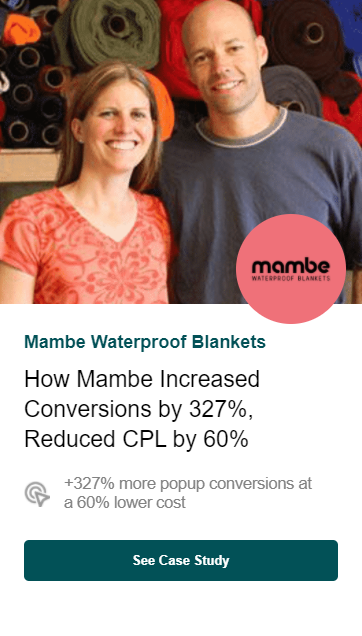 mambe
WATERPROOF BLANKETS
Mambe Waterproof Blankets
How Mambe Increased
Conversions by 327%,
Reduced CPL by 60%
+327% more popup conversions at
a 60% lower cost
See Case Study